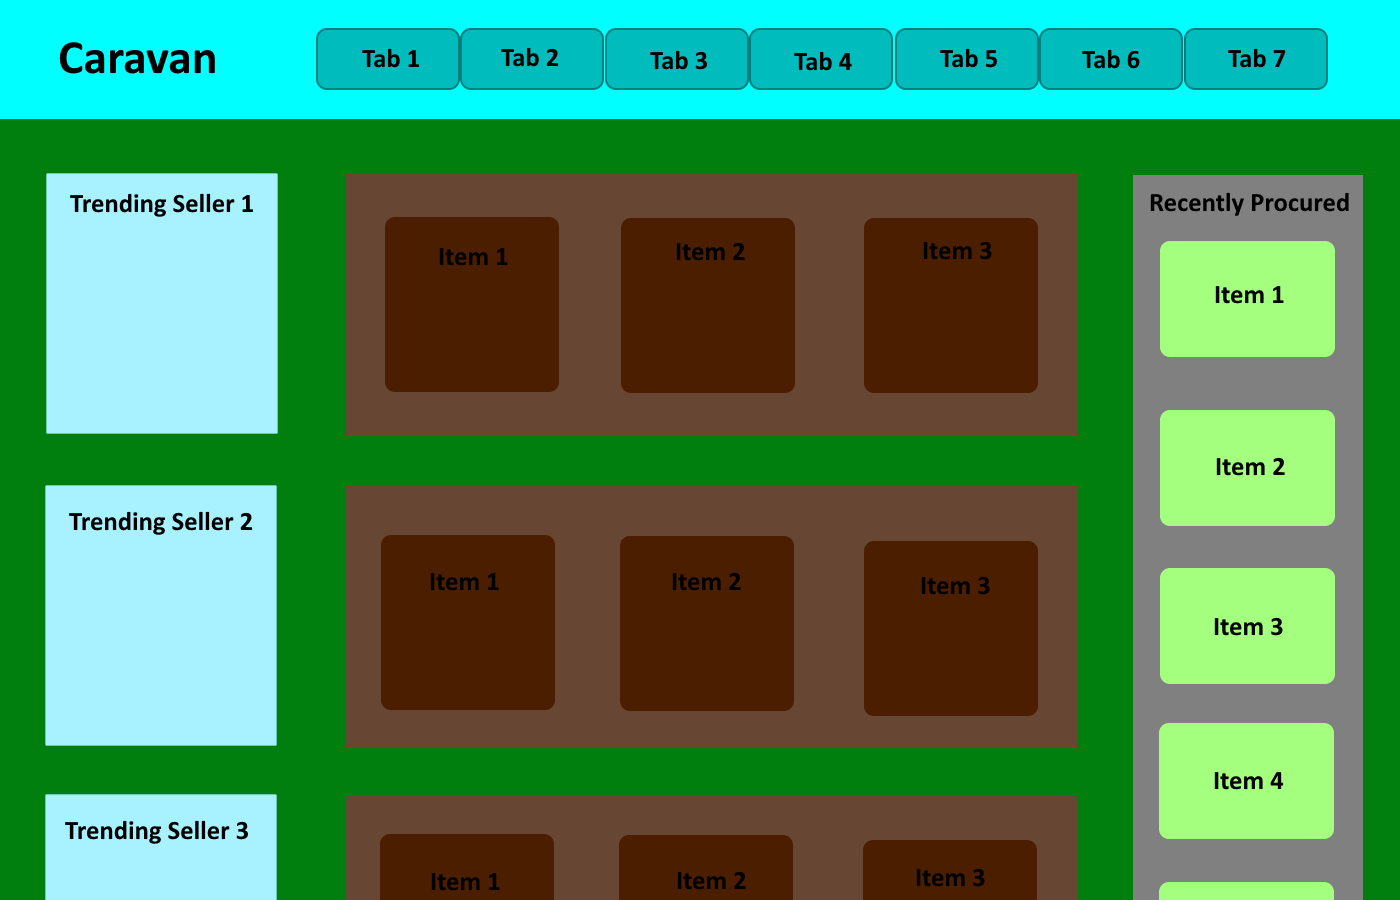 Caravan
Tab 1
Tab 2
Tab 3
Tab 4
Tab 5
Tab 6
Tab 7
Trending Seller 1
Item 1
Item 2
Item 3
Trending Seller 2
Item 1
Item 2
Item 3
Trending Seller 3
Item 1
Item 2
Item 3
Recently Procured
Item 1
Item 2
Item 3
Item 4